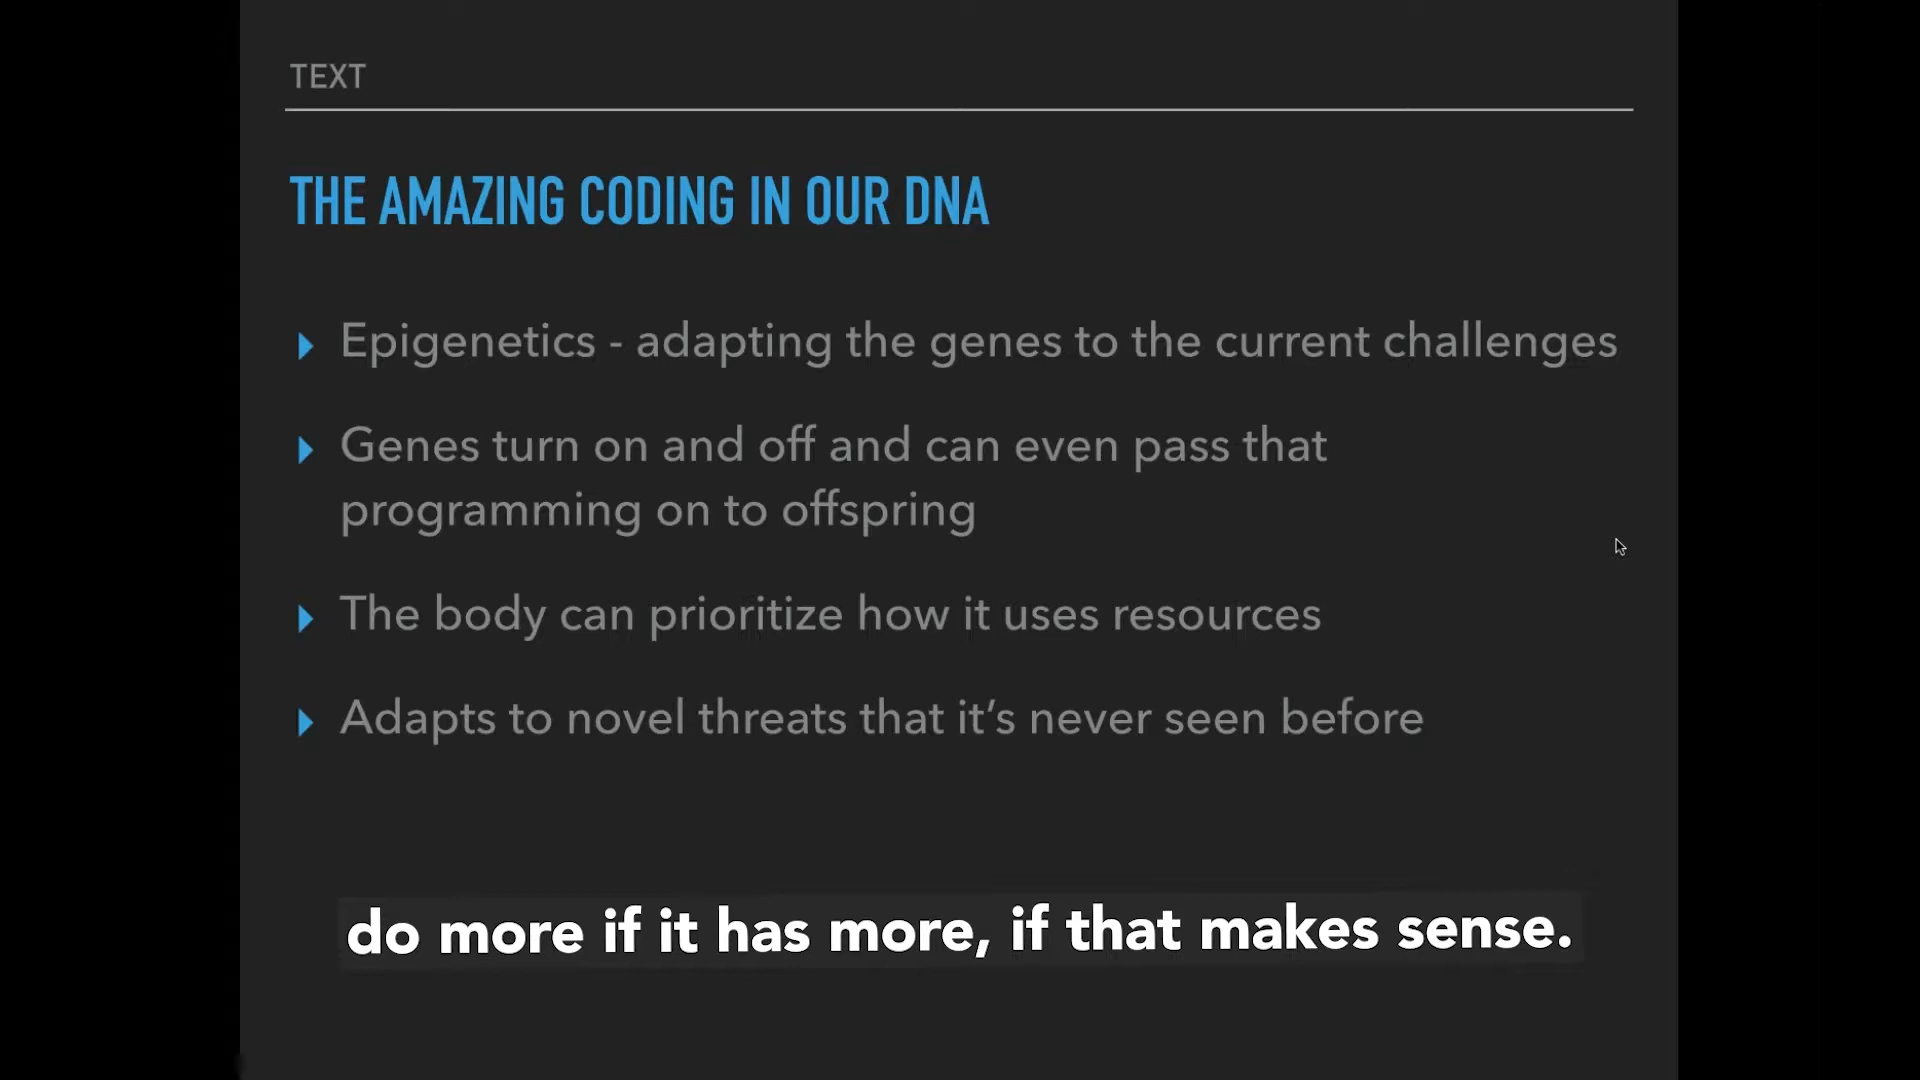 TEXT
THE AMAZING CODING IN OUR DNA
Epigenetics - adapting the genes to the current challenges
Genes turn on and off and can even pass that
programming on to offspring
The body can prioritize how it uses resources
Adapts to novel threats that it’s never seen before
do more if it has more, if that makes sense.